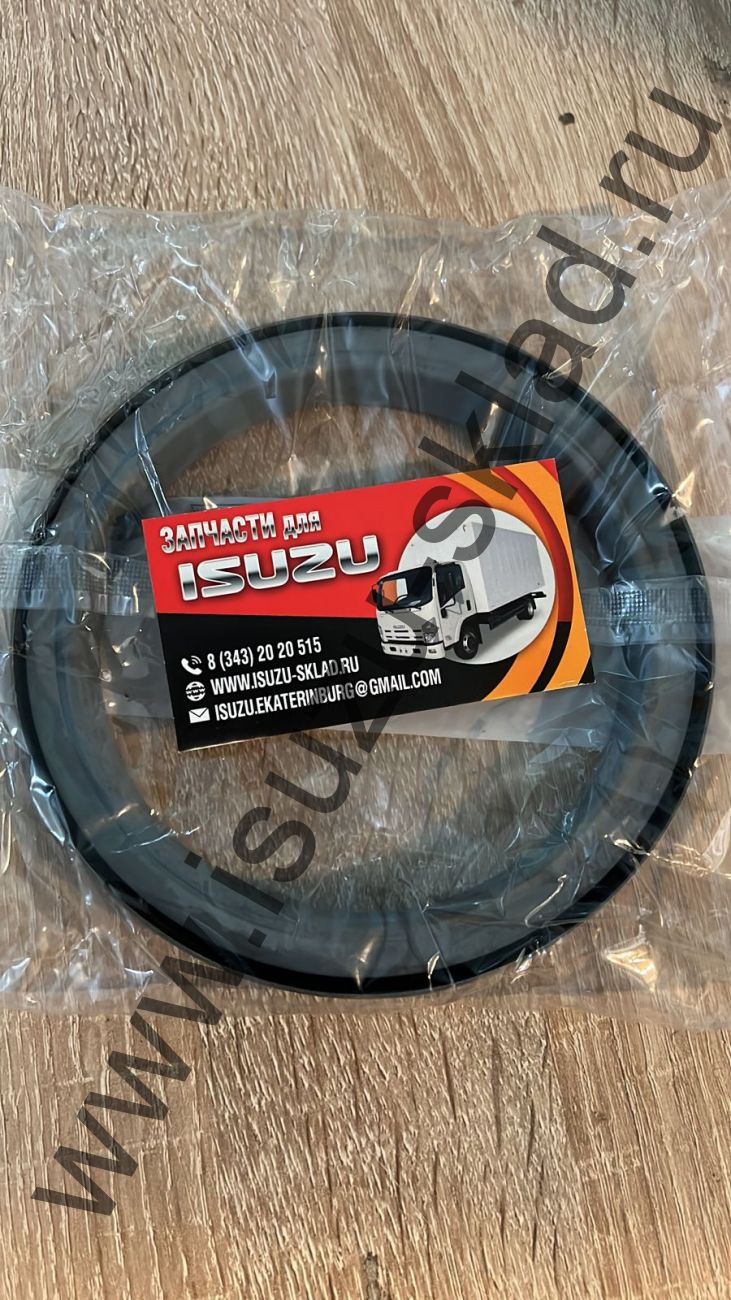 ЗАПЧАСТИ для
ISUZU
8 (343) 20 20 515
WWW.ISUZU-SKLAD.RU
ISUZU.EKATERINBURG@GMAIL.COM
www.isuzu-sklad.ru